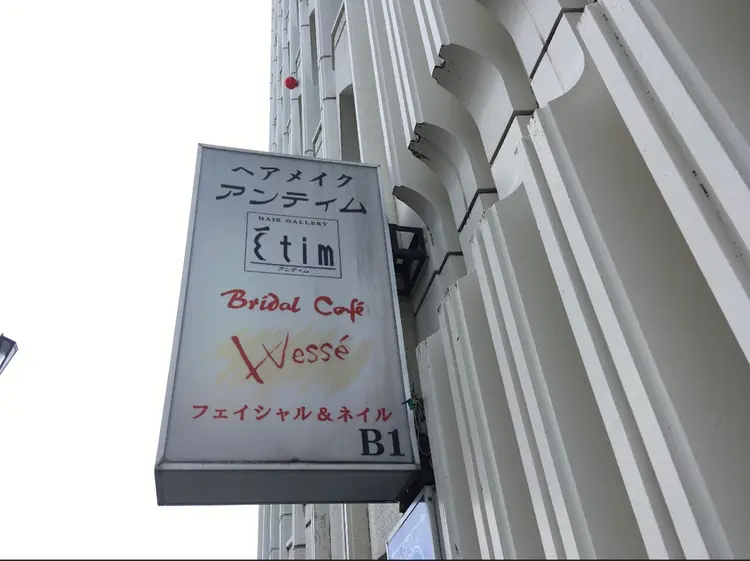 ヘアメイク
アンティム
HAIR GALLERY
Étim
アンティム
Bridal Café
Wessé
フェイシャル&ネイル
B1